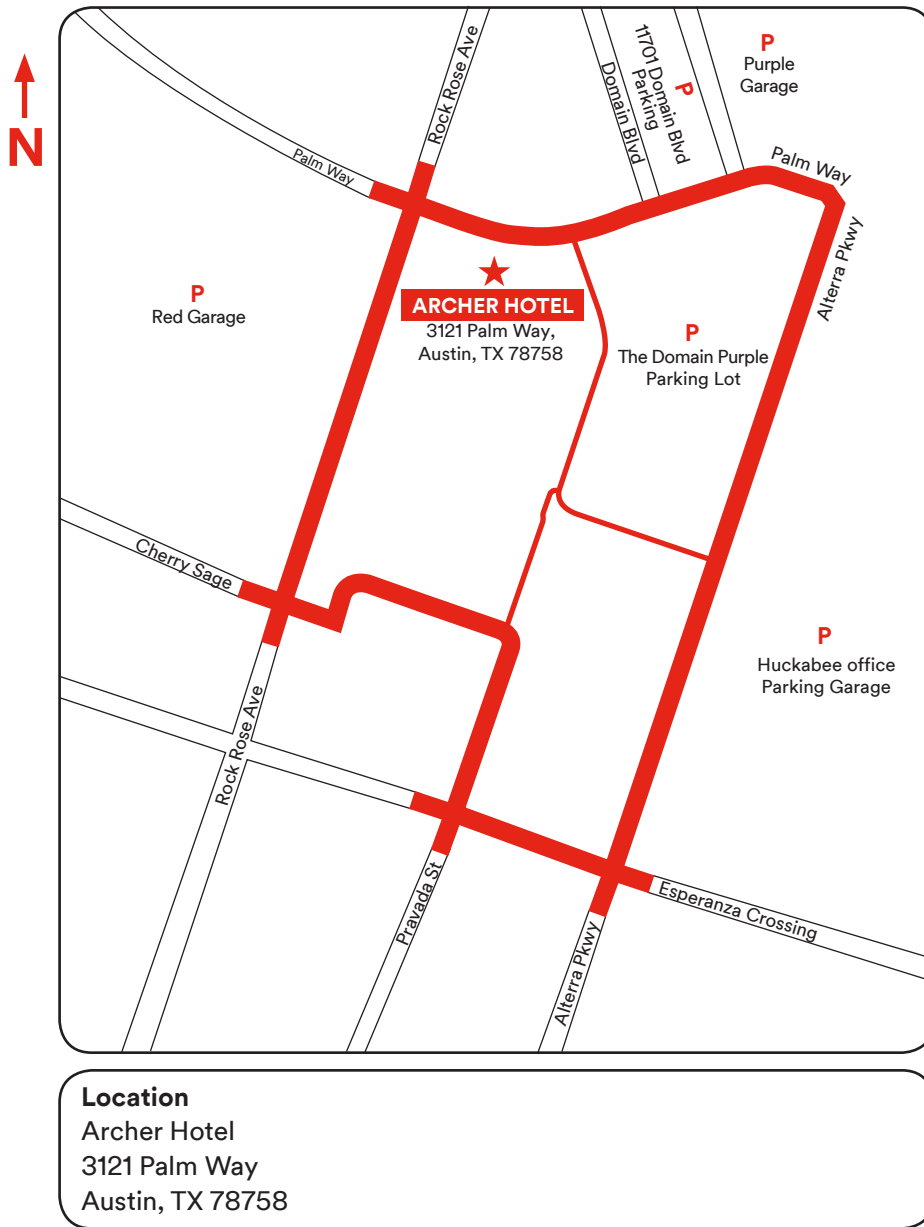 N
Rock Rose Ave
Domain Blvd
11701 Domain Blvd
Parking
P
P
Purple
Garage
Palm Way
Palm Way
Alterra Pkwy
P
Red Garage
ARCHER HOTEL
3121 Palm Way,
Austin, TX 78758
P
The Domain Purple
Parking Lot
Cherry Sage
P
Huckabee office
Parking Garage
Rock Rose Ave
Pravada St
Esperanza Crossing
Alterra Pkwy
Location
Archer Hotel
3121 Palm Way
Austin, TX 78758